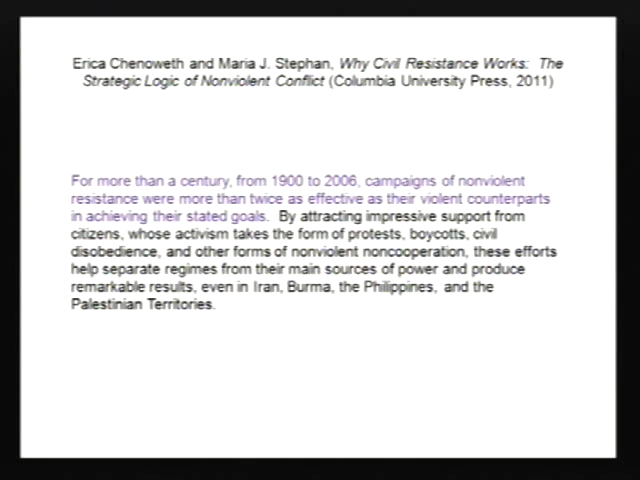 Erica Chenoweth and Maria J. Stephan, Why Civil Resistance Works: The
Strategic Logic of Nonviolent Conflict (Columbia University Press, 2011)
For more than a century, from 1900 to 2006, campaigns of nonviolent
resistance were more than twice as effective as their violent counterparts
in achieving their stated goals. By attracting impressive support from
citizens, whose activism takes the form of protests, boycotts, civil
disobedience, and other forms of nonviolent noncooperation, these efforts
help separate regimes from their main sources of power and produce
remarkable results, even in Iran, Burma, the Philippines, and the
Palestinian Territories.